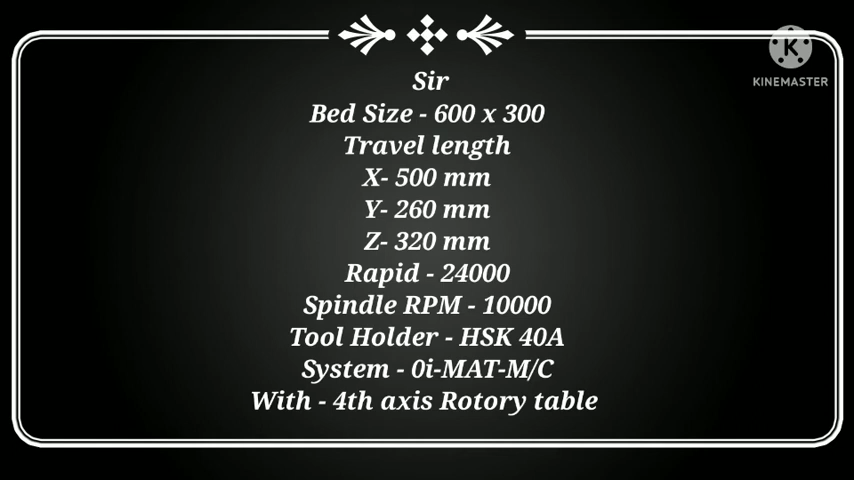 KINEMASTER
Sir
Bed Size - 600 x 300
Travel length
X- 500 mm
Y- 260 mm
Z- 320 mm
Rapid - 24000
Spindle RPM - 10000
Tool Holder - HSK 40A
System - 0i-MAT-M/C
With - 4th axis Rotory table